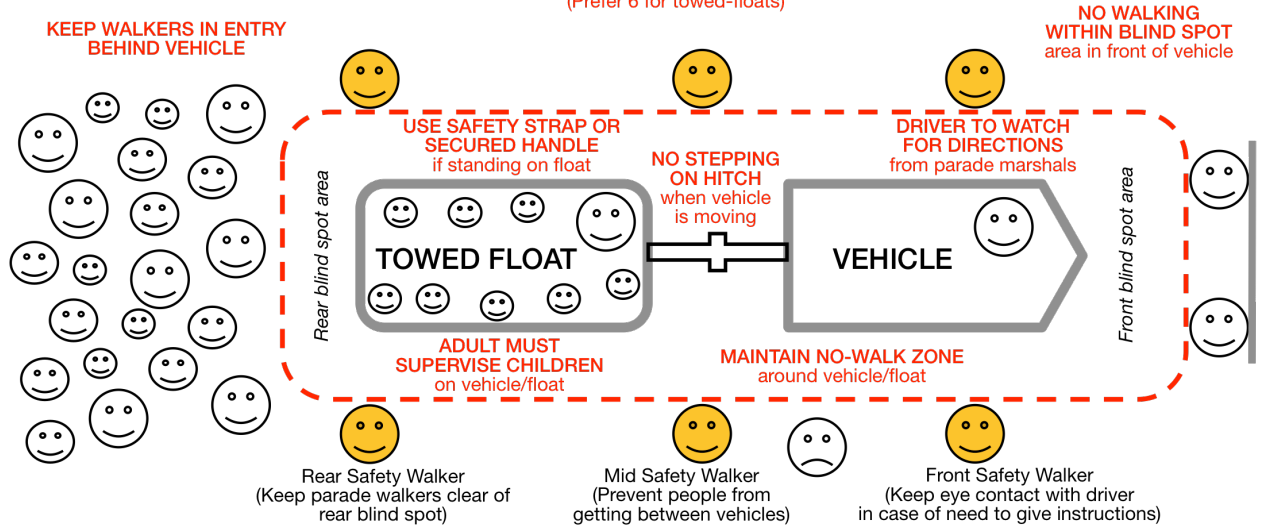 (Prefer 6 for towed-floats)
KEEP WALKERS IN ENTRY
BEHIND VEHICLE
NO WALKING
WITHIN BLIND SPOT
area in front of vehicle
USE SAFETY STRAP OR
SECURED HANDLE
if standing on float
NO STEPPING
ON HITCH
when vehicle
is moving
DRIVER TO WATCH
FOR DIRECTIONS
from parade marshals
Rear blind spot area
TOWED FLOAT
VEHICLE
Front blind spot area
ADULT MUST
SUPERVISE CHILDREN
on vehicle/float
MAINTAIN NO-WALK ZONE
around vehicle/float
Rear Safety Walker
(Keep parade walkers clear of
rear blind spot)
Mid Safety Walker
(Prevent people from
getting between vehicles)
Front Safety Walker
(Keep eye contact with driver
in case of need to give instructions)